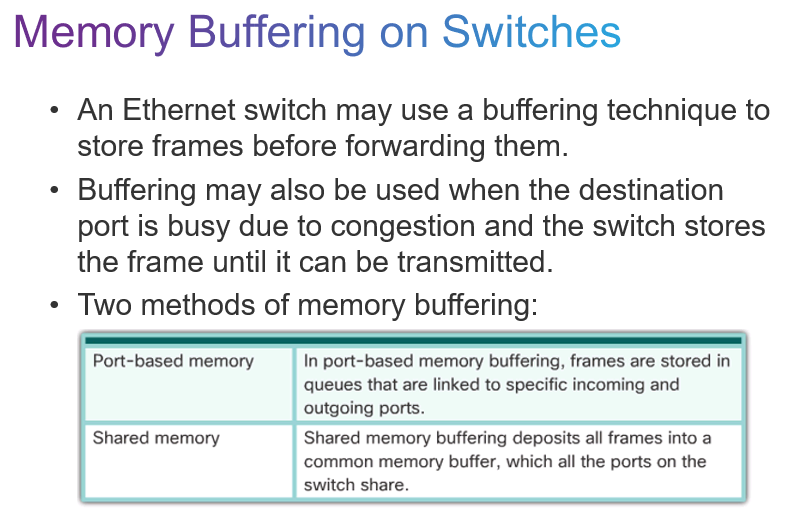 Memory Buffering on Switches
• An Ethernet switch may use a buffering technique to
store frames before forwarding them.
• Buffering may also be used when the destination
port is busy due to congestion and the switch stores
the frame until it can be transmitted.
• Two methods of memory buffering:
Port-based memory
In port-based memory buffering, frames are stored in
queues that are linked to specific incoming and
outgoing ports.
Shared memory
Shared memory buffering deposits all frames into a
common memory buffer, which all the ports on the
switch share.